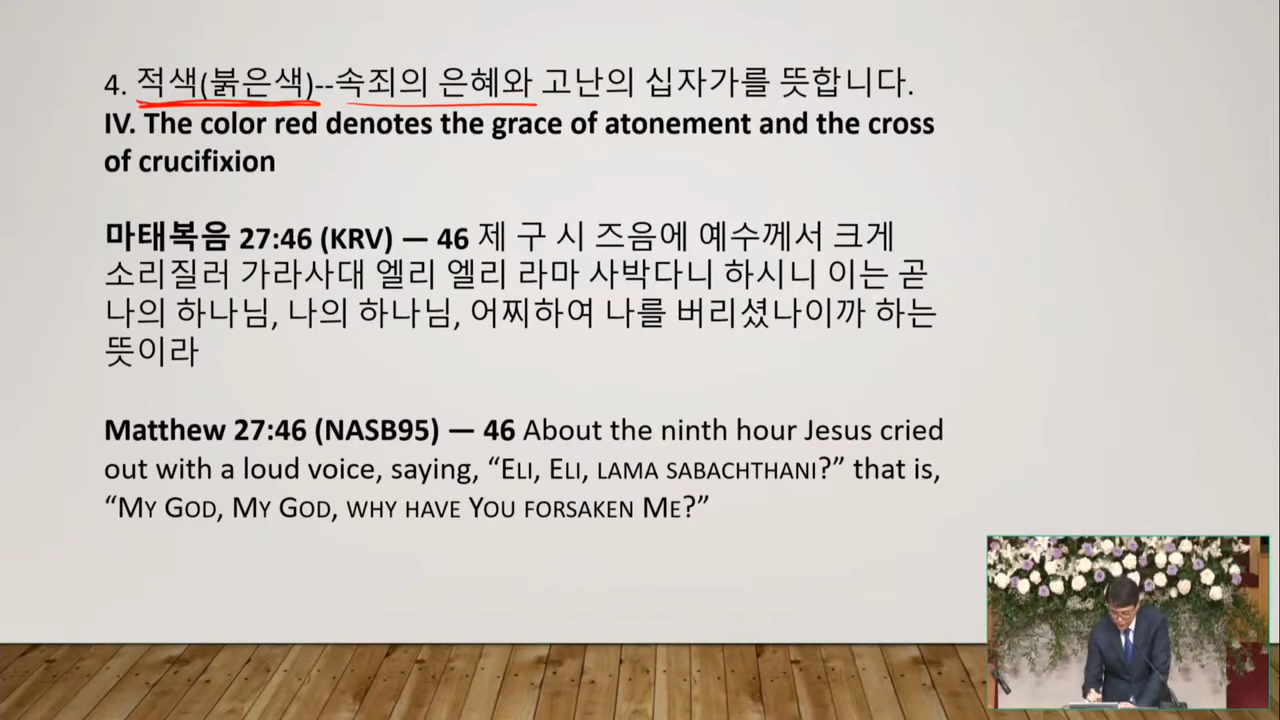 4. 적색(붉은색)--속죄의 은혜와 고난의 십자가를 뜻합니다.
IV. The color red denotes the grace of atonement and the cross
of crucifixion
마태복음 27:46 (KRV) — 46 제 구 시 즈음에 예수께서 크게
소리질러 가라사대 엘리 엘리 라마 사박다니 하시니 이는 곧
나의 하나님, 나의 하나님, 어찌하여 나를 버리셨나이까 하는
뜻이라
Matthew 27:46 (NASB95) — 46 About the ninth hour Jesus cried
out with a loud voice, saying, “ELI, ELI, LAMA SABACHTHANI?” that is,
“MY GOD, MY GOD, WHY HAVE YOU FORSAKEN ME?”